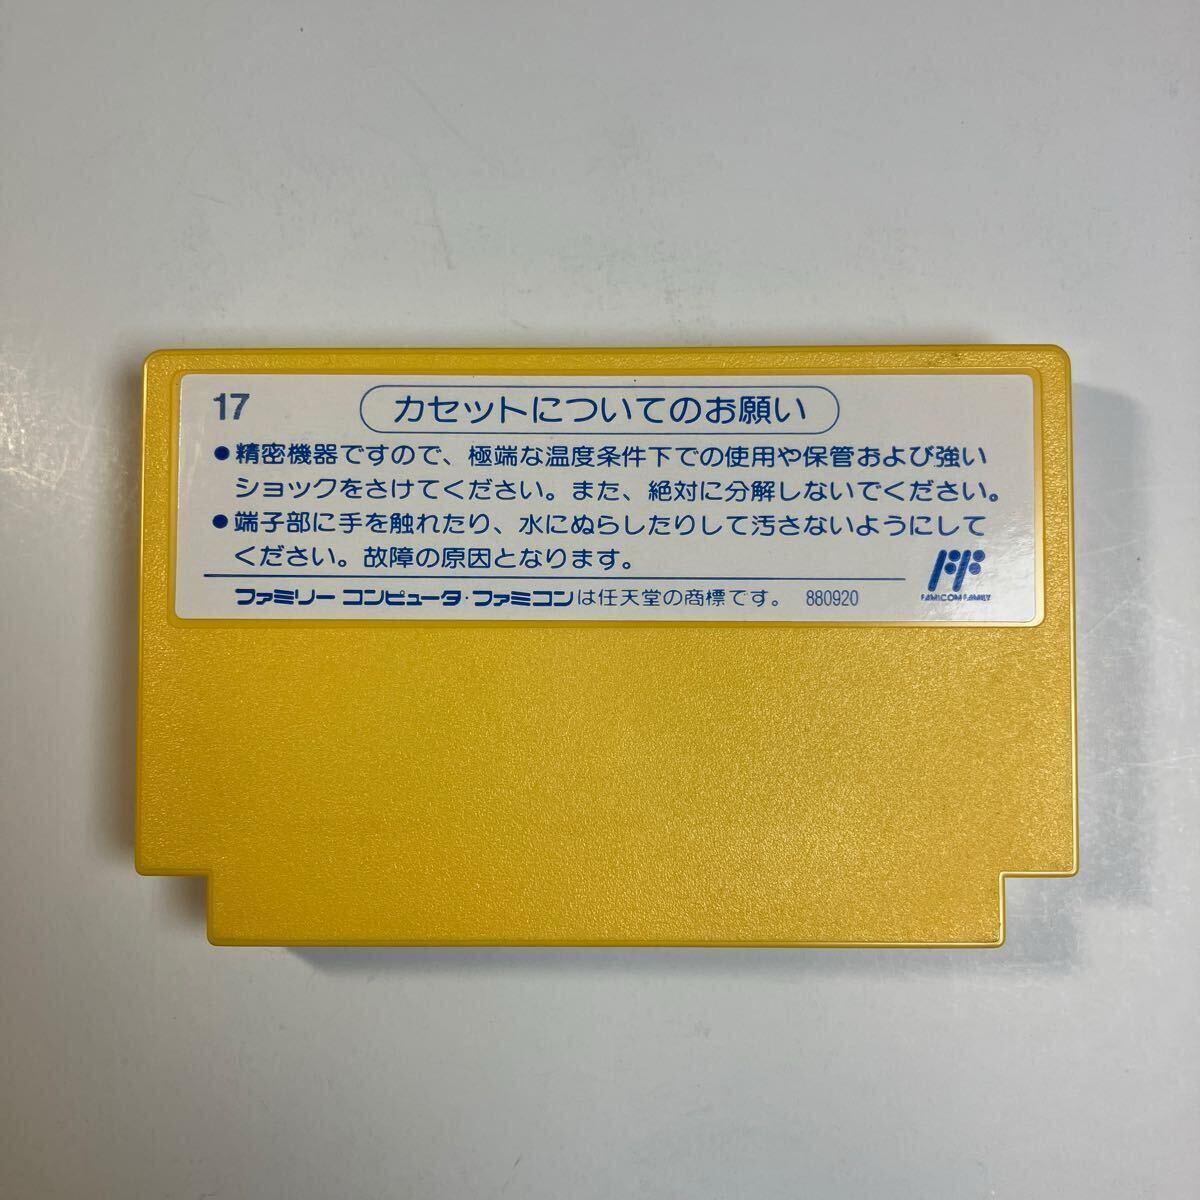 17
カセットについてのお願い
●精密機器ですので、極端な温度条件下での使用や保管および強い
ショックをさけてください。また、絶対に分解しないでください。
●端子部に手を触れたり、水にぬらしたりして汚さないようにして
ください。故障の原因となります。
ファミリーコンピュータ・ファミコンは任天堂の商標です。 880920
FAMICOM FAMILY